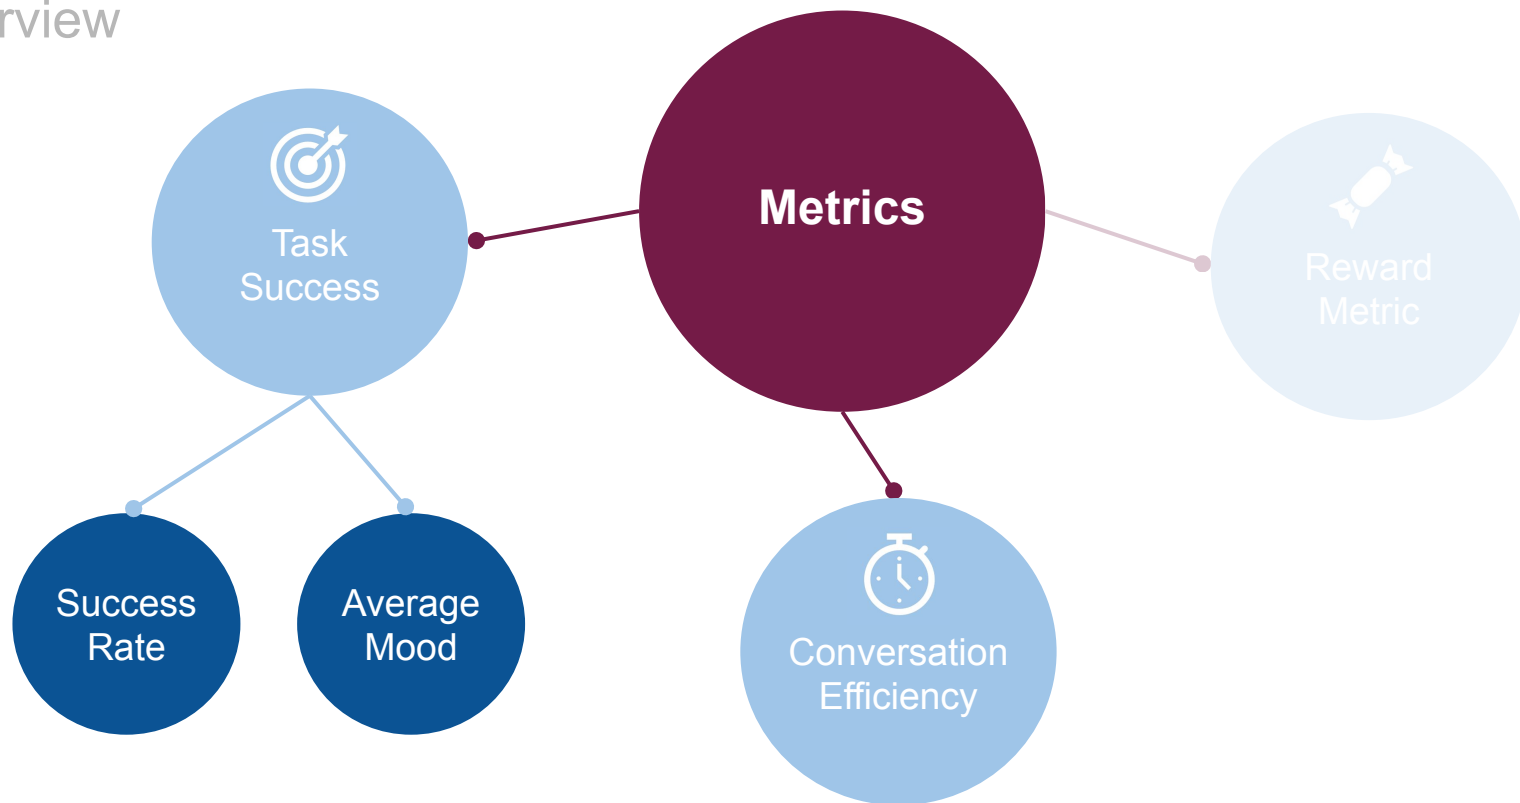 rview
Metrics
Task
Success
Reward
Metric
Success
Rate
Average
Mood
Conversation
Efficiency